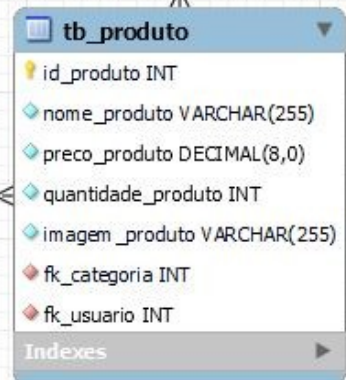 tb_produto
id_produto INT
nome_produto VARCHAR(255)
preco_produto DECIMAL(8,0)
quantidade_produto INT
imagem _produto VARCHAR(255)
fk_categoria INT
fk_usuario INT
Indexes